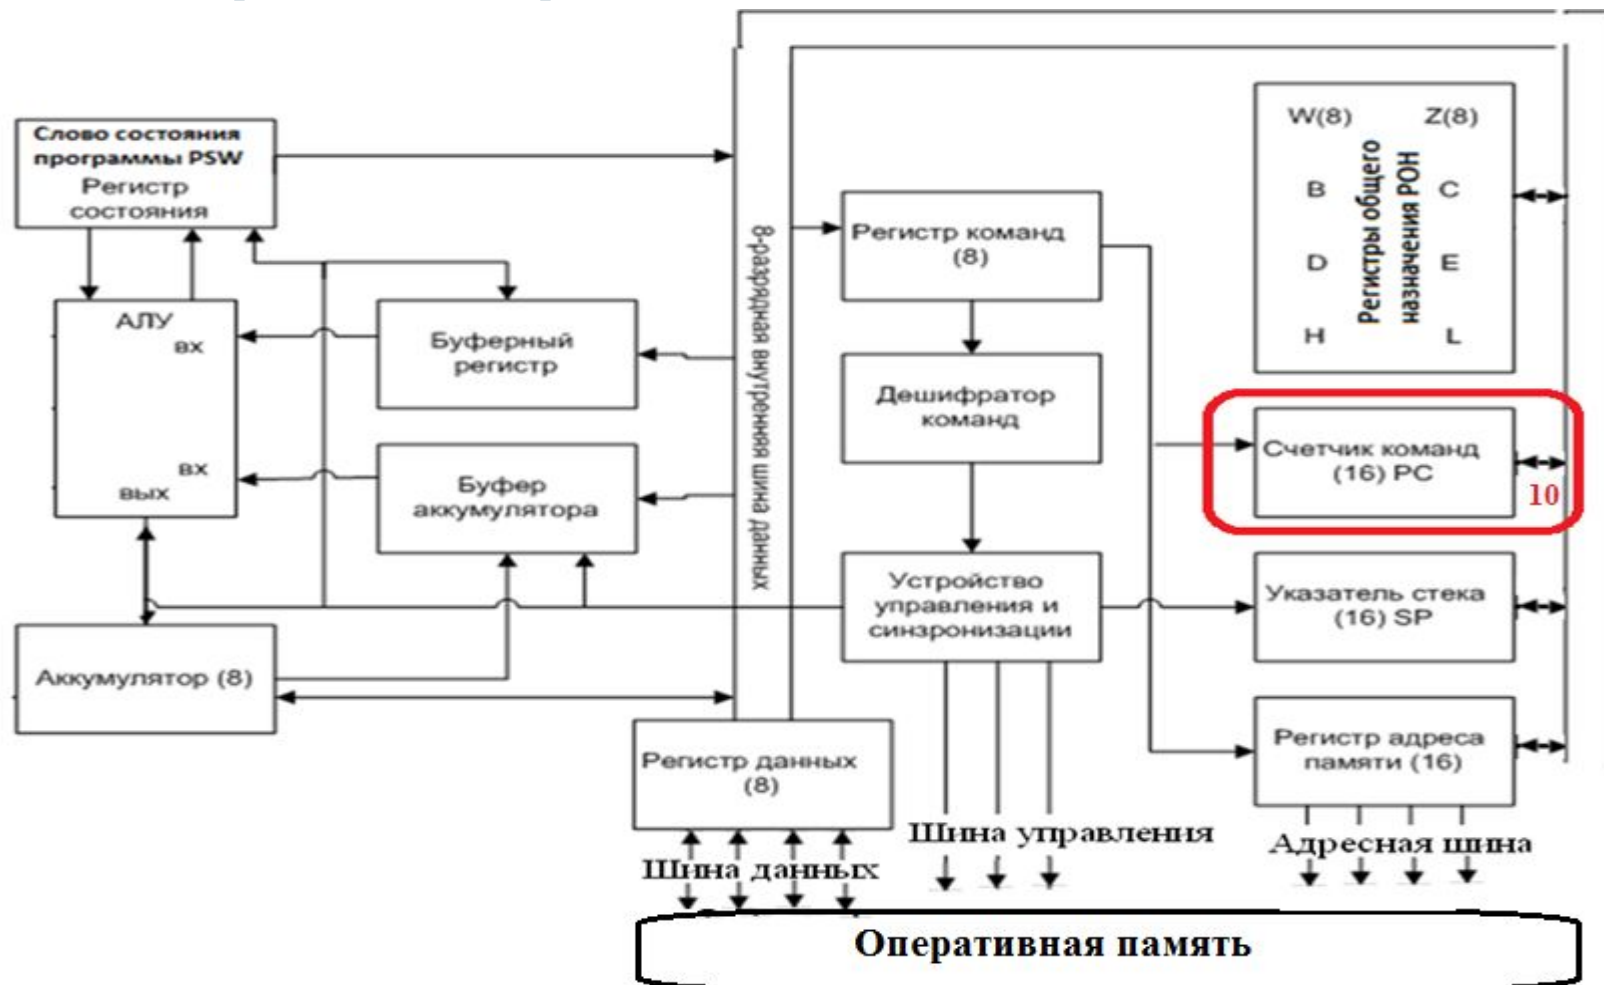 Слово состояния
программы PSW
Регистр
состояния
АЛУ
вх
вх
вых
Буферный
регистр
Буфер
аккумулятора
Аккумулятор (8)
8-разрядная внутренняя шина данных
Регистр данных
(8)
Шина данных
Регистр команд
(8)
Дешифратор
команд
Устройство
управления и
синзронизации
Шина управления
W(8) Z(8)
B C
D E
H L
Регистры общего
назначения РОН
Счетчик команд
(16) PC
10
Указатель стека
(16) SP
Регистр адреса
памяти (16)
Адресная шина
Оперативная память